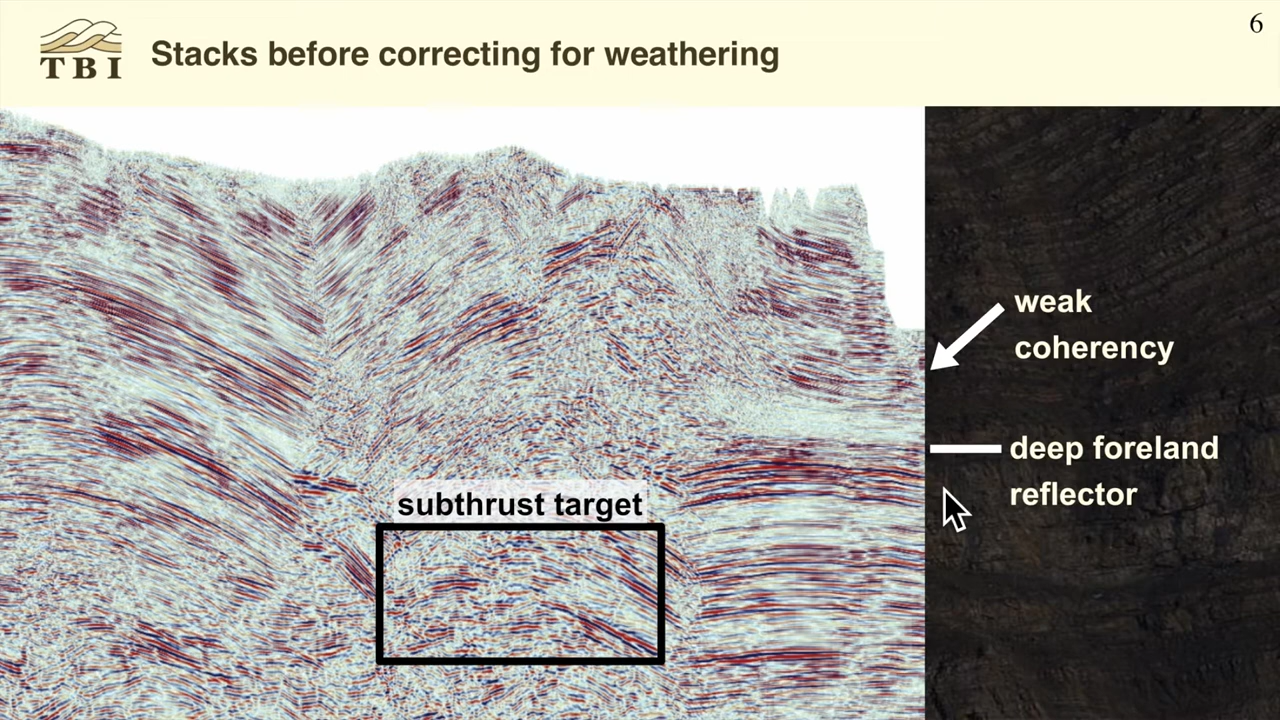 6
TBI
Stacks before correcting for weathering
weak
coherency
deep foreland
reflector
subthrust target